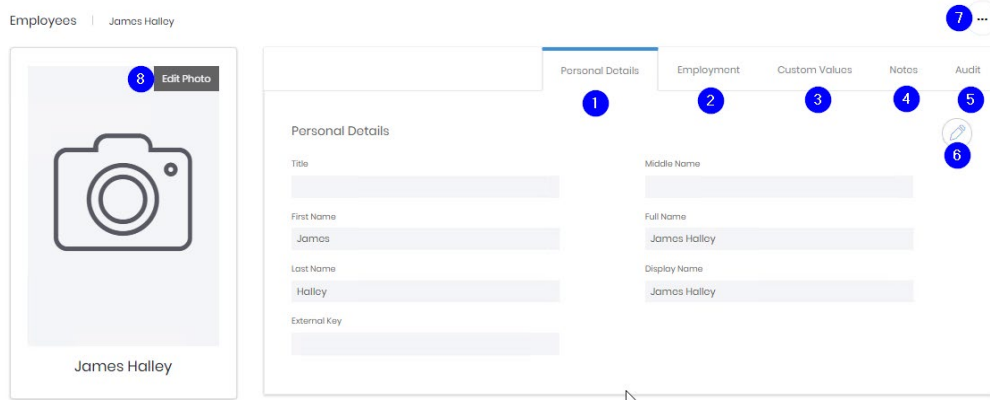 Employees | James Halley
7 ...
8 Edit Photo
James Halley
Personal Details Employment Custom Values Notes Audit
1 2 3 4 5
Personal Details
6
Title Middle Name
First Name Full Name
James James Halley
Last Name Display Name
Halley James Halley
External Key